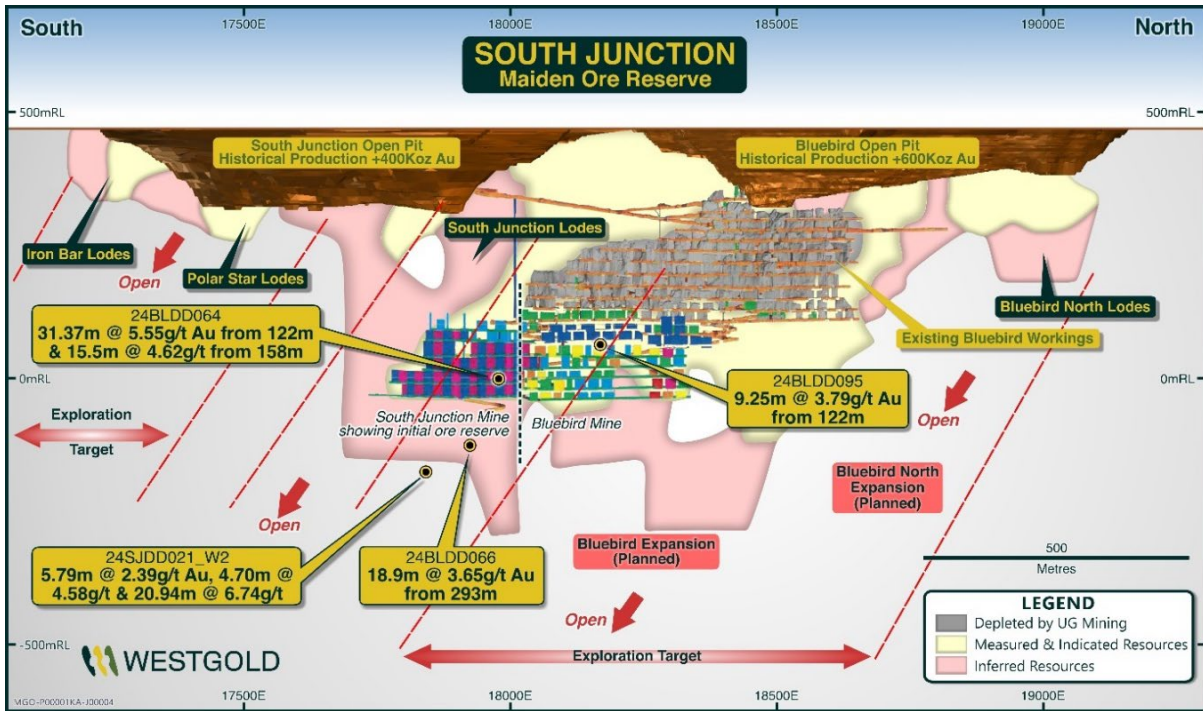 South
17500E
18000E
18500E
19000E
North
SOUTH JUNCTION
Maiden Ore Reserve
500mRL
500mRL
South Junction Open Pit
Historical Production +400Koz Au
Bluebird Open Pit
Historical Production +600Koz Au
Iron Bar Lodes
Open
Polar Star Lodes
South Junction Lodes
Bluebird North Lodes
Existing Bluebird Workings
24BLDD064
31.37m @ 5.55g/t Au from 122m
& 15.5m @ 4.62g/t from 158m
0mRL
0mRL
24BLDD095
9.25m @ 3.79g/t Au
from 122m
Open
Exploration
Target
South Junction Mine
showing initial ore reserve
Bluebird Mine
Open
Bluebird North
Expansion
(Planned)
24SJDD021_W2
5.79m @ 2.39g/t Au, 4.70m @
4.58g/t & 20.94m @ 6.74g/t
24BLDD066
18.9m @ 3.65g/t Au
from 293m
Bluebird Expansion
(Planned)
500
Metres
Open
LEGEND
Depleted by UG Mining
Measured & Indicated Resources
Inferred Resources
-500mRL
WESTGOLD
Exploration Target
MGO-P00001KA-J00004
17500E
18000E
18500E
19000E